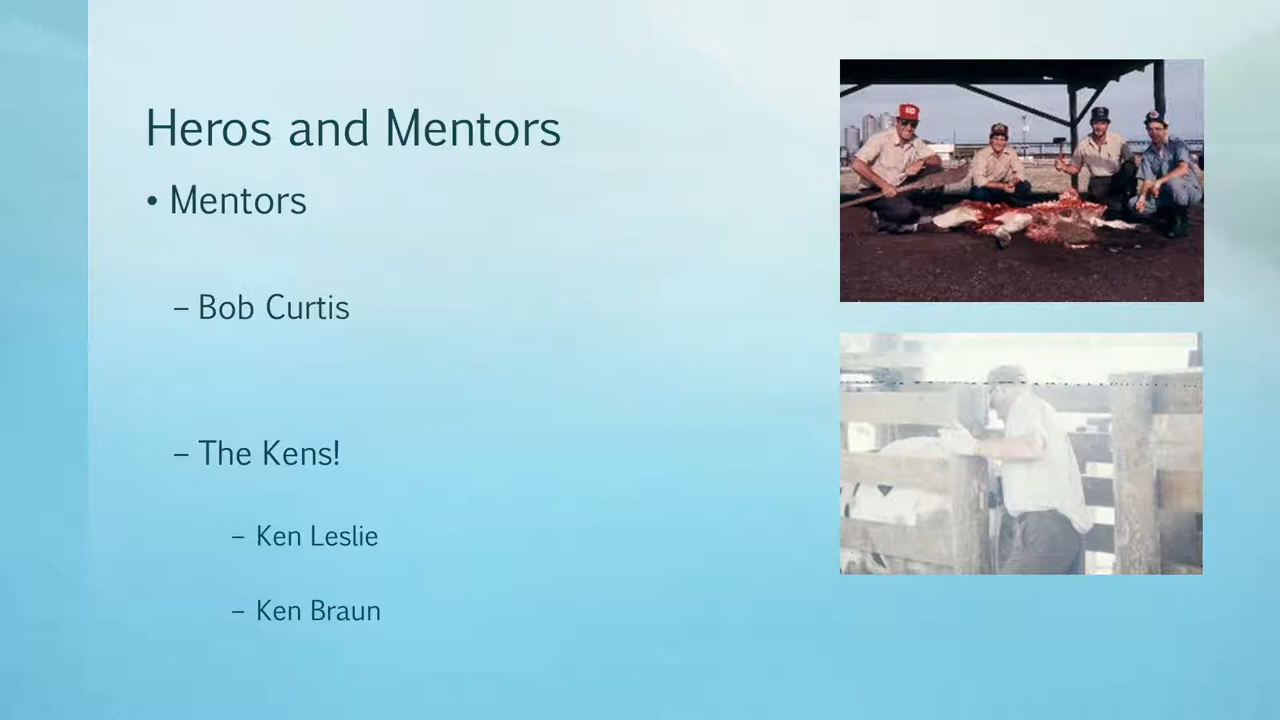 Heros and Mentors
• Mentors
– Bob Curtis
– The Kens!
– Ken Leslie
– Ken Braun